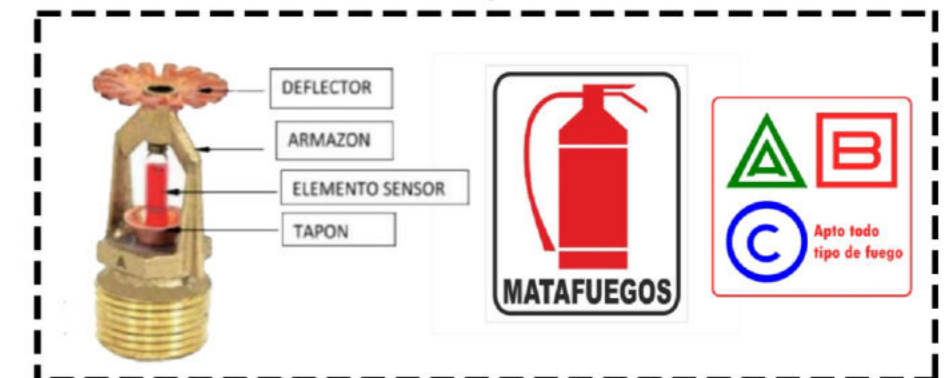 DEFLECTOR
ARMAZON
ELEMENTO SENSOR
TAPON
MATAFUEGOS
A
B
C
Apto todo
tipo de fuego